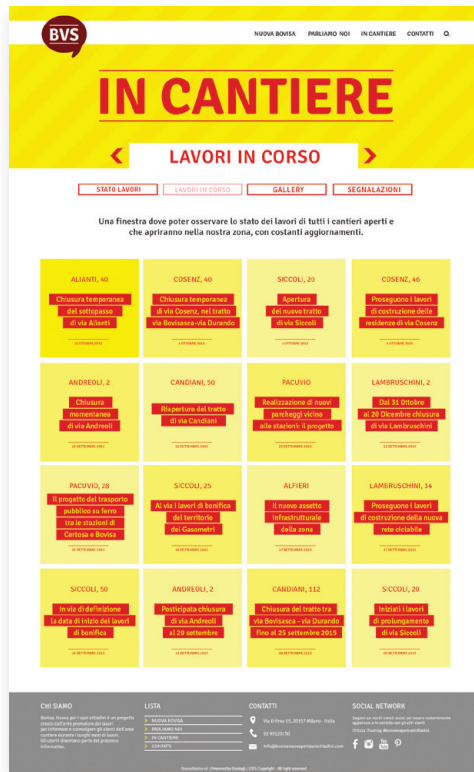 BVS
NUOVA BOVISA PARLIAMO NOI IN CANTIERE CONTATTI
IN CANTIERE
LAVORI IN CORSO
STATO LAVORI LAVORI IN CORSO GALLERY SEGNALAZIONI
Una finestra dove poter osservare lo stato dei lavori di tutti i cantieri aperti e
che apriranno nella nostra zona, con costanti aggiornamenti.
ALIANTI, 40
Chiusura temporanea
del sottopasso
di via Alianti
COSENZ, 40
Chiusura temporanea
di via Cosenz, nel tratto
via Bovisasca-via Durando
SICCOLI, 20
Apertura
del nuovo tratto
di via Siccoli
COSENZ, 46
Proseguono i lavori
di costruzione delle
residenze di via Cosenz
ANDREOLI, 2
Chiusura
momentanea
di via Andreoli
CANDIANI, 50
Riapertura del tratto
di via Candiani
PACUVIO
Realizzazione di nuovi
parcheggi vicino
alle stazioni: il progetto
LAMBRUSCHINI, 2
Dal 31 Ottobre
al 20 Dicembre chiusura
di via Lambruschini
PACUVIO, 28
Il progetto del trasporto
pubblico su ferro
tra le stazioni di
Certosa e Bovisa
SICCOLI, 25
Al via i lavori di bonifica
del territorio
dei Gasometri
ALFIERI
Il nuovo assetto
infrastrutturale
della zona
LAMBRUSCHINI, 34
Proseguono i lavori
di costruzione della nuova
rete ciclabile
SICCOLI, 50
In via di definizione
la data di inizio dei lavori
di bonifica
ANDREOLI, 2
Posticipata chiusura
di via Andreoli
al 29 settembre
CANDIANI, 112
Chiusura del tratto tra
via Bovisasca - via Durando
fino al 25 settembre 2015
SICCOLI, 20
Iniziati i lavori
di prolungamento
di via Siccoli
CHI SIAMO
LISTA
NUOVA BOVISA
PARLIAMO NOI
IN CANTIERE
CONTATTI
CONTATTI
Milano - Italia
SOCIAL NETWORK